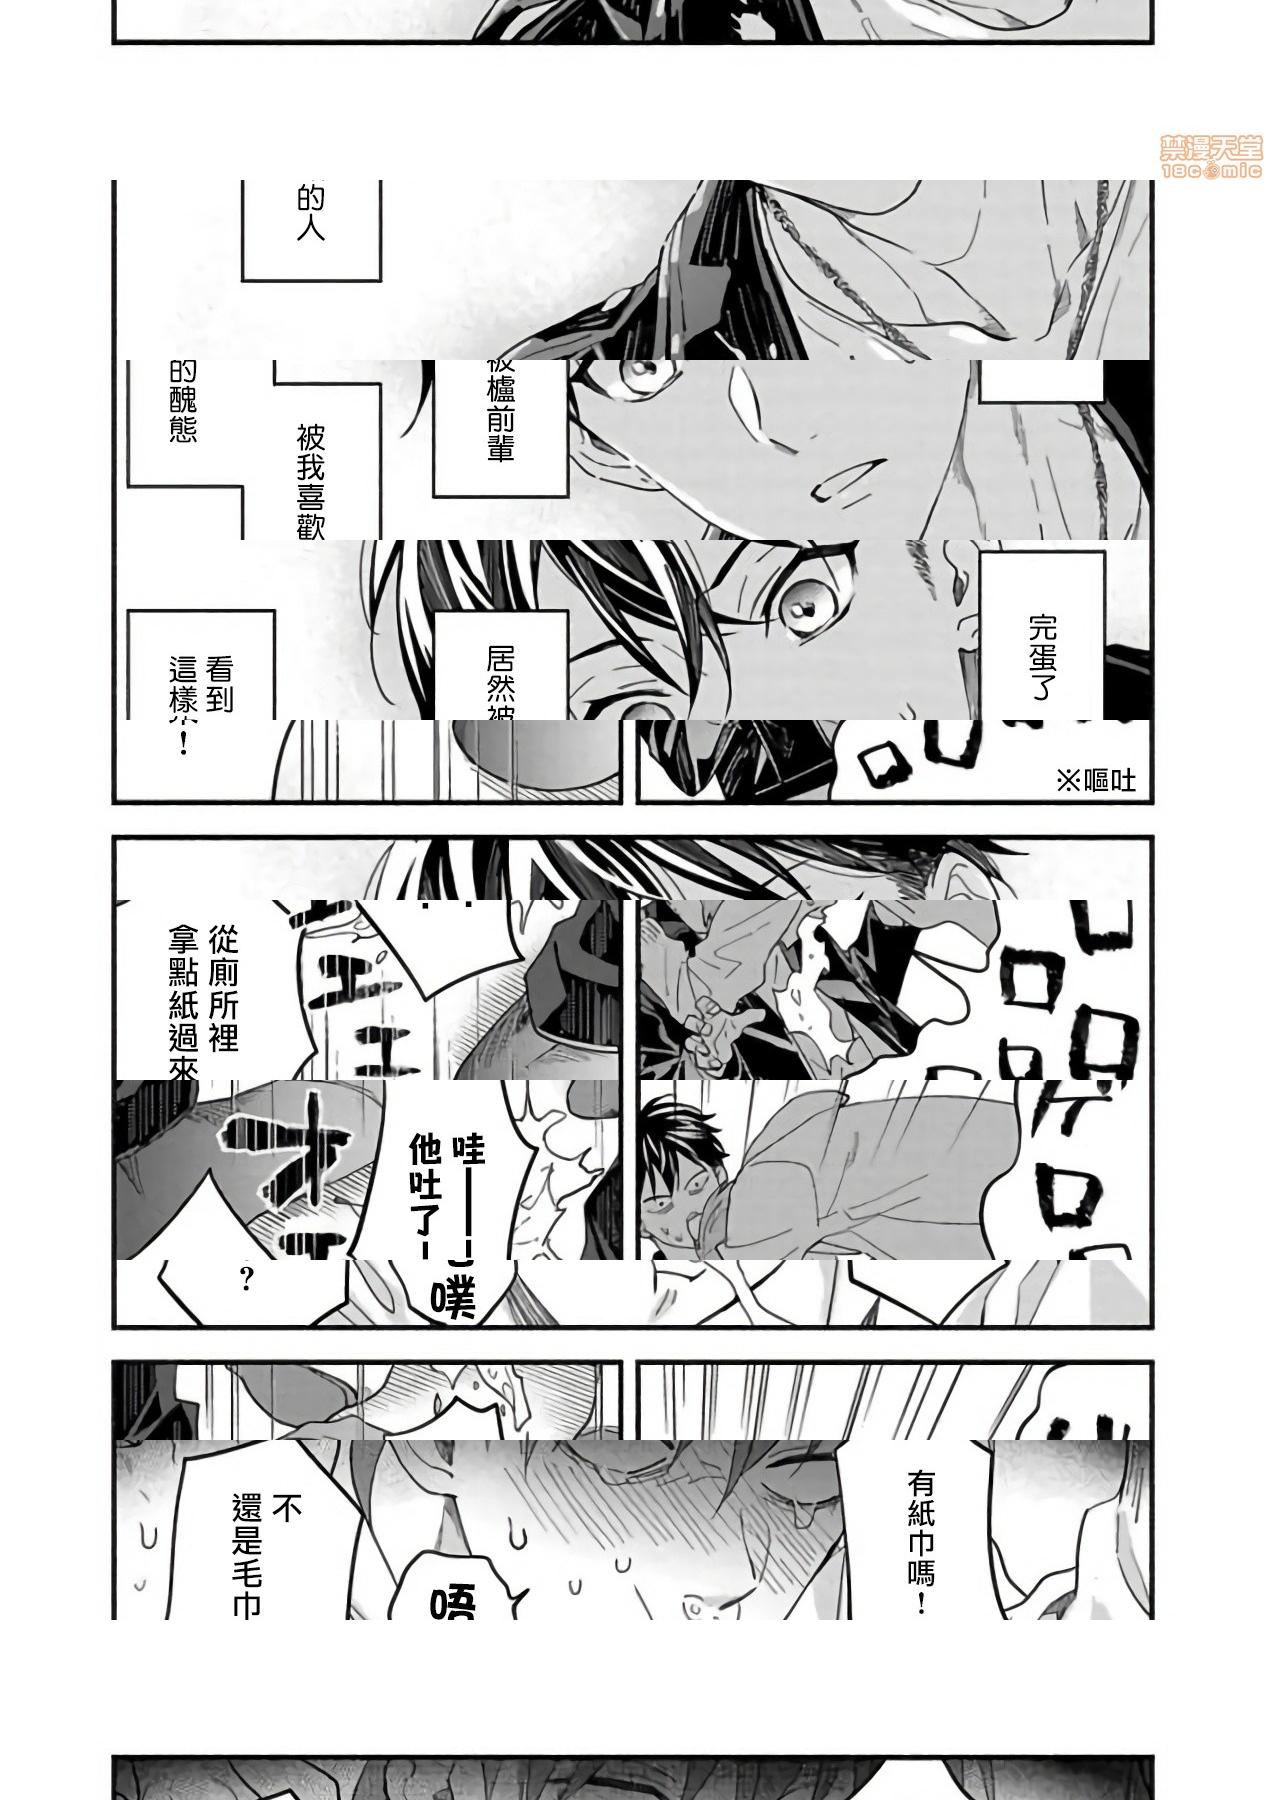 禁漫天堂
18comic
的人
被櫨前輩
被我喜歡
的醜態
完蛋了
居然被
看到
這樣
!
※嘔吐
從廁所裡
拿點紙過來
哇——
他吐了
噗
?
有紙巾嗎!
不
還是毛巾
唔